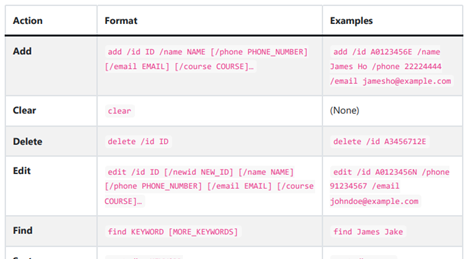 Action Format Examples
Add add /id ID /name NAME [/phone PHONE_NUMBER] add /id A0123456E /name
[/email EMAIL] [/course COURSE]… James Ho /phone 22224444
/email jamesho@example.com
Clear clear (None)
Delete delete /id ID delete /id A3456712E
Edit edit /id ID [/newid NEW_ID] [/name NAME] edit /id A0123456N /phone
[/phone PHONE_NUMBER] [/email EMAIL] [/course 91234567 /email
COURSE]… johndoe@example.com
Find find KEYWORD [MORE_KEYWORDS] find James Jake